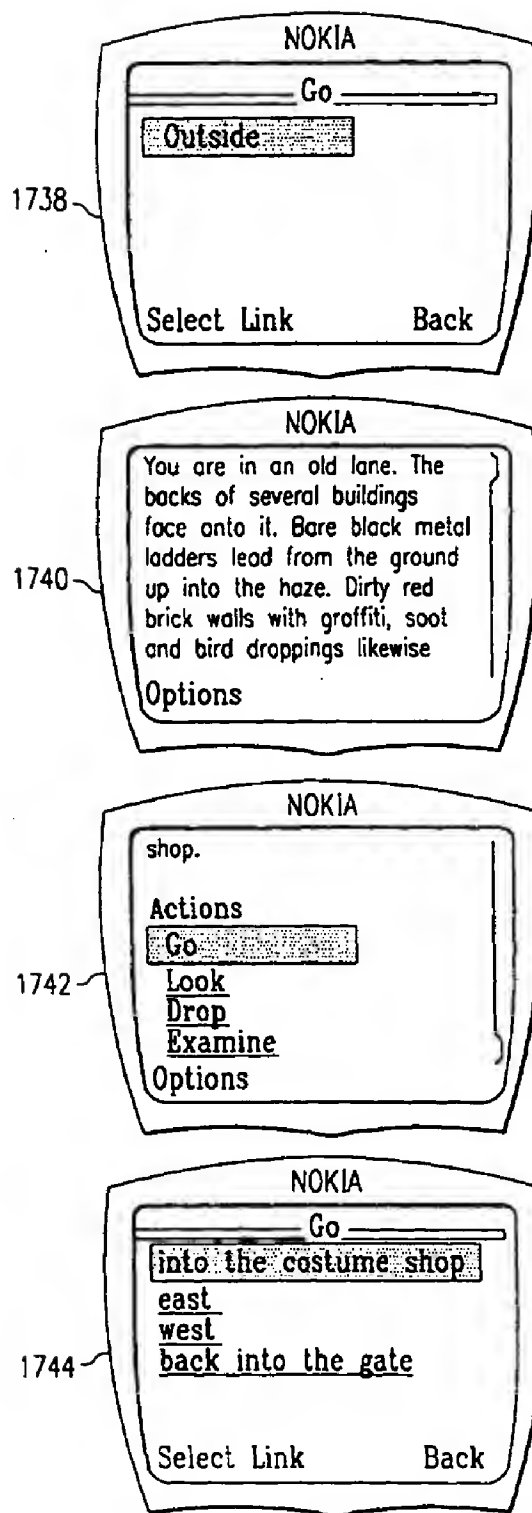 NOKIA
Go
Outside
1738
Select Link Back
NOKIA
You are in an old lane. The
backs of several buildings
face onto it. Bare black metal
ladders lead from the ground
1740
up into the haze. Dirty red
brick walls with graffiti, soot
and bird droppings likewise
Options
NOKIA
shop.
Actions
Go
1742
Look
Drop
Examine
Options
NOKIA
Go
into the costume shop
east
west
1744
back into the gate
Select Link Back